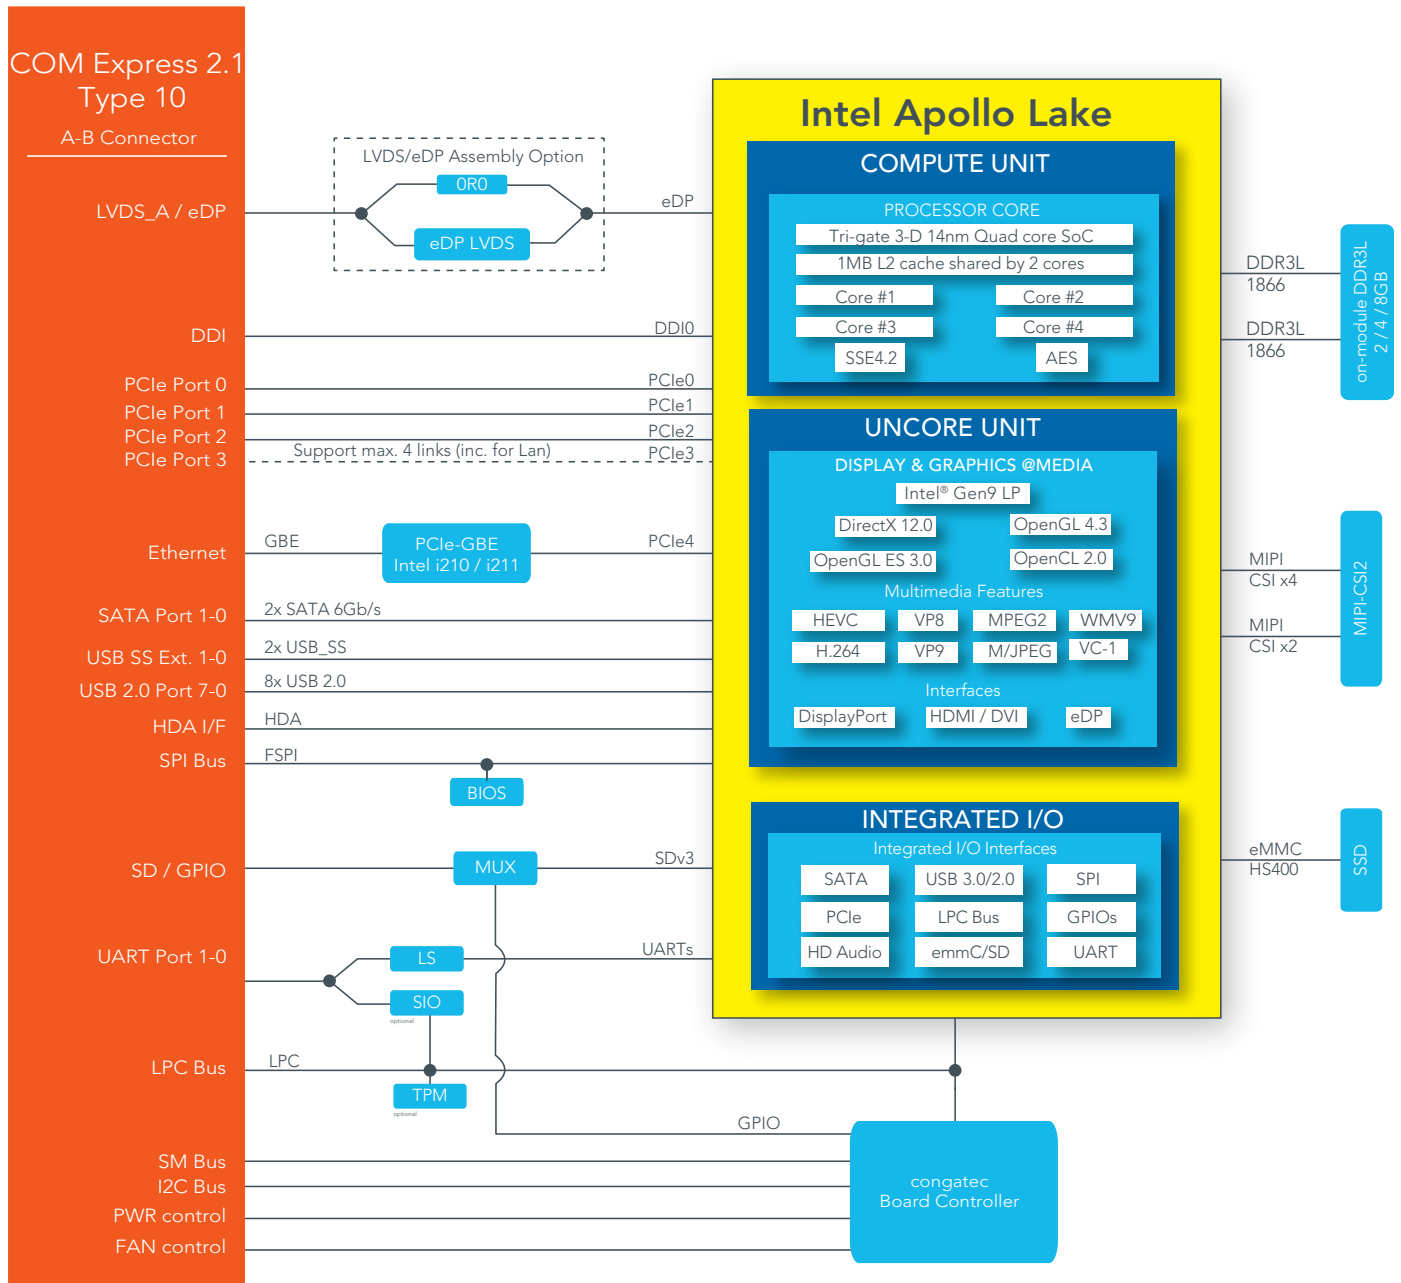 COM Express 2.1
Type 10
A-B Connector
LVDS_A / eDP
DDI
PCIe Port 0
PCIe Port 1
PCIe Port 2
PCIe Port 3
Ethernet
SATA Port 1-0
USB SS Ext. 1-0
USB 2.0 Port 7-0
HDA I/F
SPI Bus
SD / GPIO
UART Port 1-0
LPC Bus
SM Bus
I2C Bus
PWR control
FAN control
LVDS/eDP Assembly Option
0R0
eDP LVDS
eDP
DDI0
PCIe0
PCIe1
PCIe2
Support max. 4 links (inc. for Lan)
PCIe3
GBE
PCIe-GBE
Intel i210 / i211
PCIe4
2x SATA 6Gb/s
2x USB_SS
8x USB 2.0
HDA
FSPI
BIOS
MUX
SDv3
LS
UARTs
SIO
optional
LPC
TPM
optional
GPIO
congatec
Board Controller
Intel Apollo Lake
COMPUTE UNIT
PROCESSOR CORE
Tri-gate 3-D 14nm Quad core SoC
1MB L2 cache shared by 2 cores
Core #1
Core #2
Core #3
Core #4
SSE4.2
AES
UNCORE UNIT
DISPLAY & GRAPHICS @MEDIA
Intel® Gen9 LP
DirectX 12.0
OpenGL 4.3
OpenGL ES 3.0
OpenCL 2.0
Multimedia Features
HEVC
VP8
MPEG2
WMV9
H.264
VP9
M/JPEG
VC-1
Interfaces
DisplayPort
HDMI / DVI
eDP
INTEGRATED I/O
Integrated I/O Interfaces
SATA
USB 3.0/2.0
SPI
PCIe
LPC Bus
GPIOs
HD Audio
emmC/SD
UART
DDR3L
1866
DDR3L
1866
on-module DDR3L
2 / 4 / 8GB
MIPI
CSI x4
MIPI
CSI x2
MIPI-CSI2
eMMC
HS400
SSD